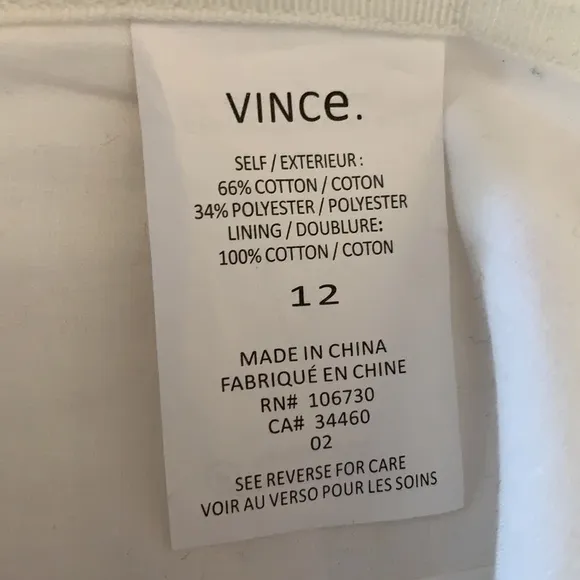 VINCe.
SELF / EXTERIEUR :
66% COTTON / COTON
34% POLYESTER / POLYESTER
LINING / DOUBLURE:
100% COTTON / COTON
12
MADE IN CHINA
FABRIQUÉ EN CHINE
RN# 106730
CA# 34460
02
SEE REVERSE FOR CARE
VOIR AU VERSO POUR LES SOINS